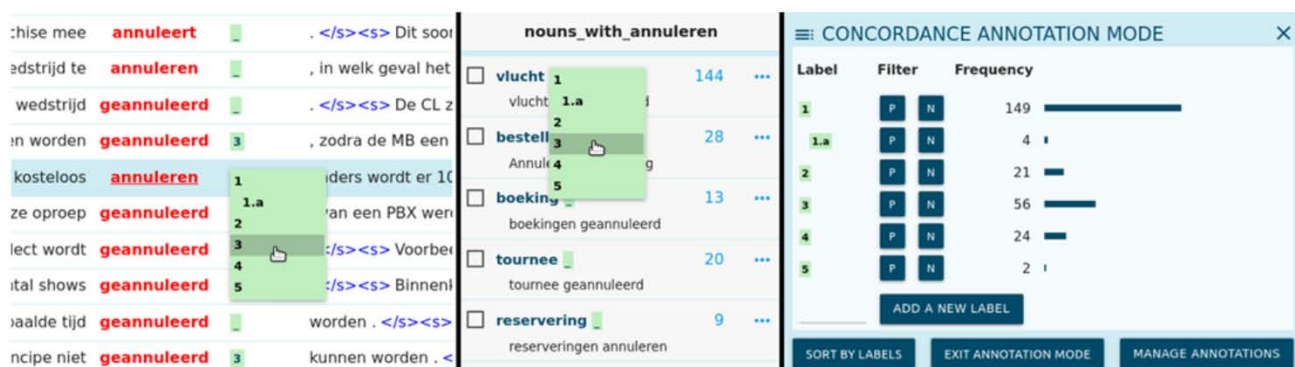 chise mee annuleert _ . </s><s> Dit soor
edstrijd te annuleren _ , in welk geval het
wedstrijd geannuleerd _ . </s><s> De CL z
en worden geannuleerd 3 , zodra de MB een
kosteloos annuleren nders wordt er 10
ze oproep geannuleerd van een PBX wer
lect wordt geannuleerd /s><s> Voorbe
tal shows geannuleerd /s><s> Binnenl
paalde tijd geannuleerd _ worden . </s><s>
ncipe niet geannuleerd 3 kunnen worden . <
1
1.a
2
3
4
5
nouns_with_annuleren
vlucht 144 •••
vlucht
bestell 28 •••
Annule g
boeking _ 13 •••
boekingen geannuleerd
tournee _ 20 •••
tournee geannuleerd
reservering _ 9 •••
reserveringen annuleren
1
1.a
2
3
4
5
CONCORDANCE ANNOTATION MODE ×
Label Filter Frequency
1 P N 149
1.a P N 4
2 P N 21
3 P N 56
4 P N 24
5 P N 2
ADD A NEW LABEL
SORT BY LABELS EXIT ANNOTATION MODE MANAGE ANNOTATIONS